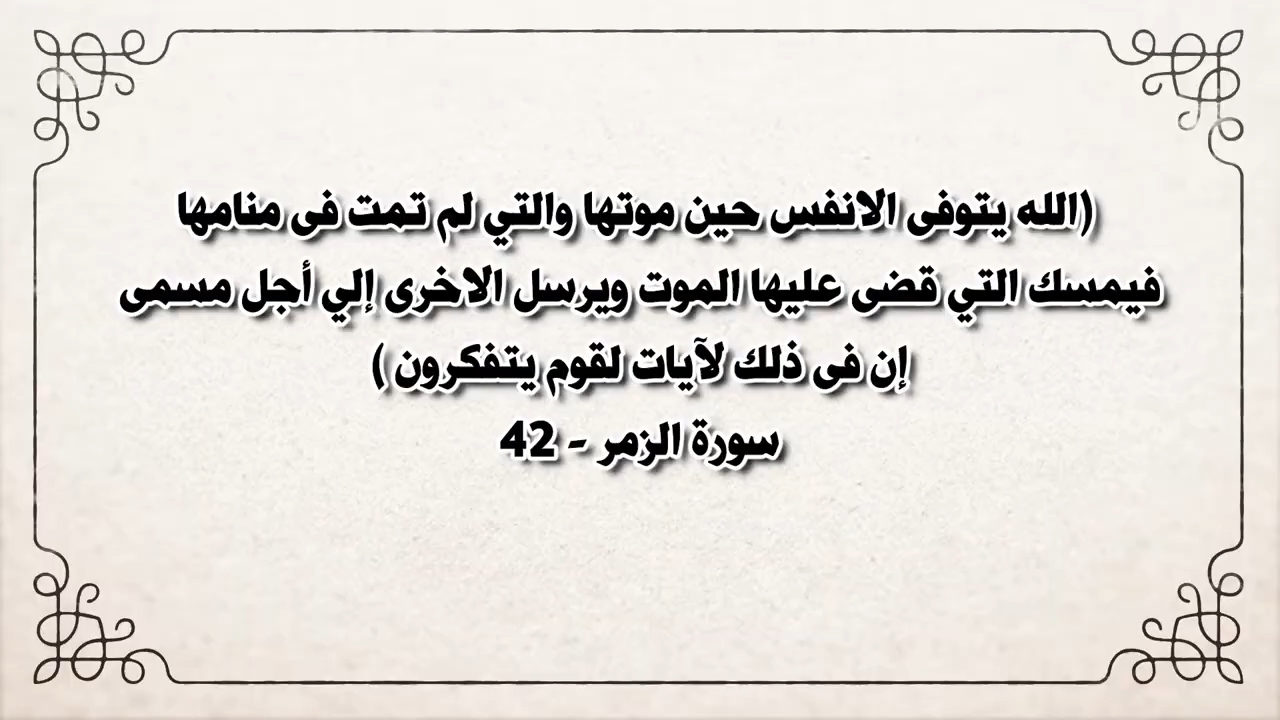 (الله يتوفى الانفس حين موتها والتي لم تمت فى منامها
فيمسك التي قضى عليها الموت ويرسل الاخرى إلي أجل مسمى
إن فى ذلك لآيات لقوم يتفكرون )
سورة الزمر - 42